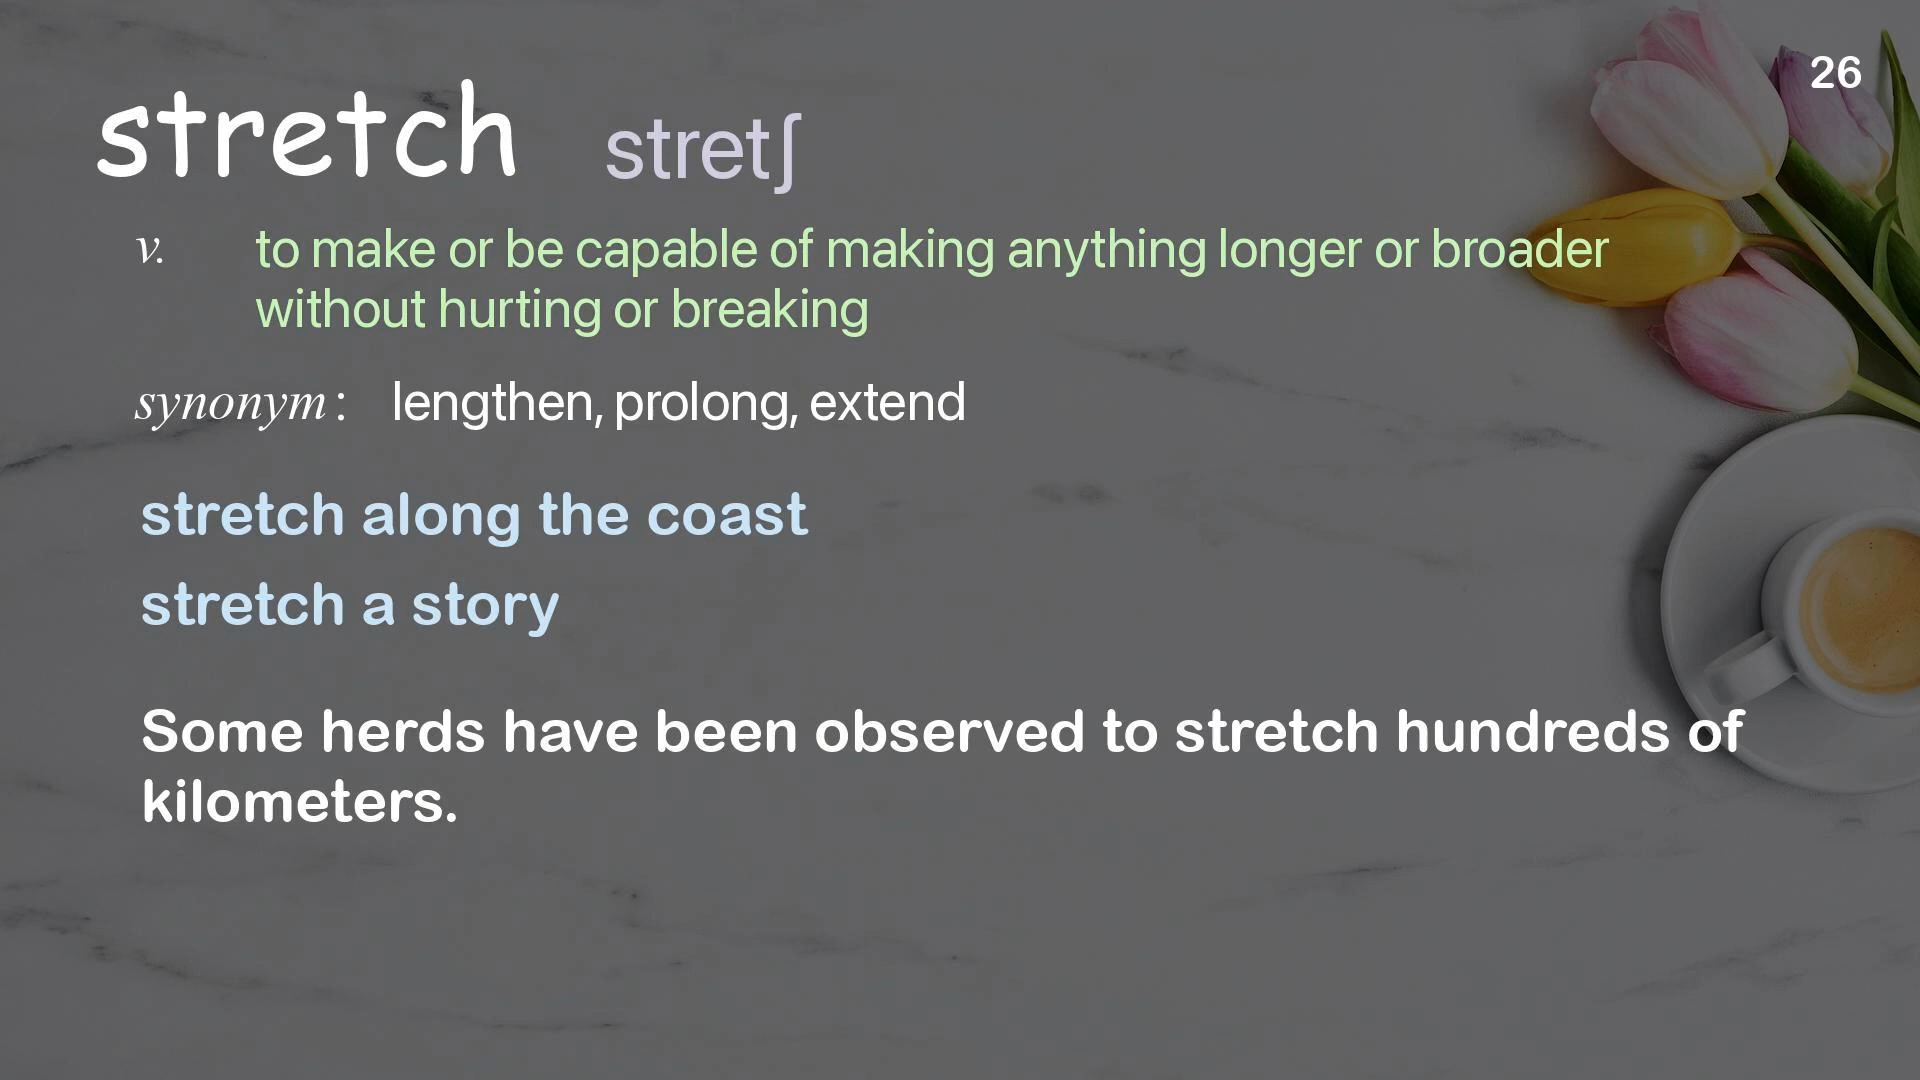 26
stretch stretʃ
v. to make or be capable of making anything longer or broader
without hurting or breaking
synonym : lengthen, prolong, extend
stretch along the coast
stretch a story
Some herds have been observed to stretch hundreds of
kilometers.